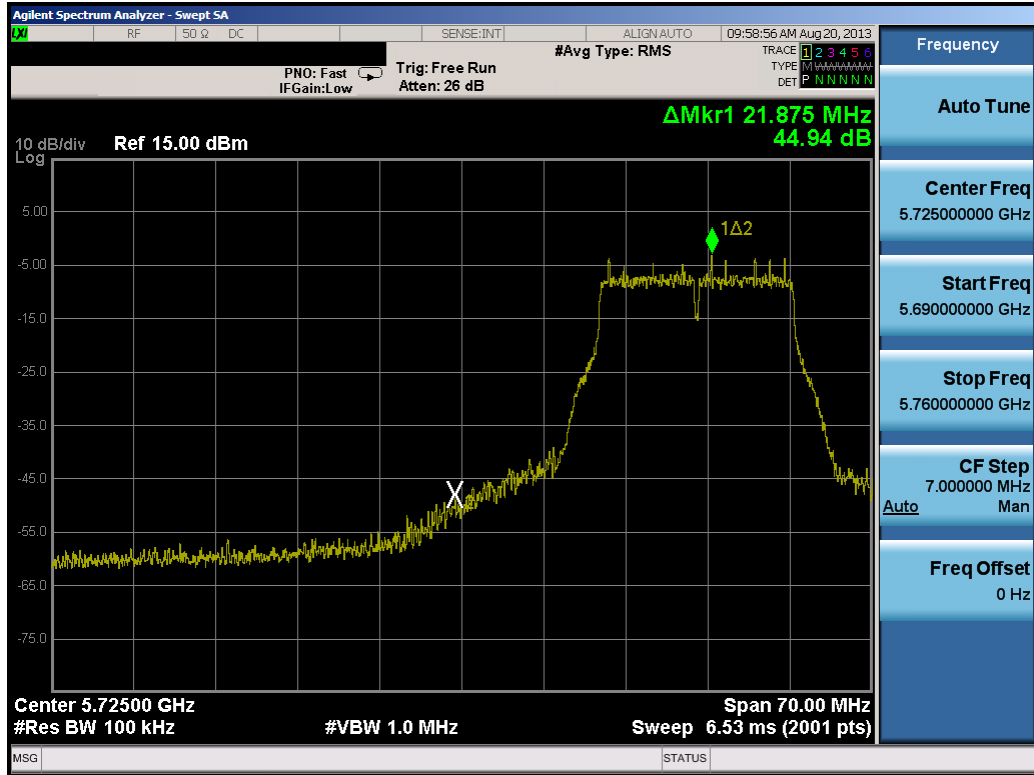 Agilent Spectrum Analyzer - Swept SA
LXI RF 50 Ω DC SENSE:INT ALIGN AUTO 09:58:56 AM Aug 20, 2013
Frequency
#Avg Type: RMS TRACE 1 2 3 4 5 6
PNO: Fast Trig: Free Run TYPE M WWWWW
IFGain:Low Atten: 26 dB DET P N N N N N
Auto Tune
ΔMkr1 21.875 MHz
44.94 dB
10 dB/div Ref 15.00 dBm
Log
Center Freq
5.725000000 GHz
5.00
1Δ2
-5.00
Start Freq
5.690000000 GHz
-15.0
-25.0
Stop Freq
5.760000000 GHz
-35.0
-45.0
X
CF Step
7.000000 MHz
Auto Man
-55.0
Freq Offset
0 Hz
-65.0
-75.0
Center 5.72500 GHz Span 70.00 MHz
#Res BW 100 kHz #VBW 1.0 MHz Sweep 6.53 ms (2001 pts)
MSG STATUS